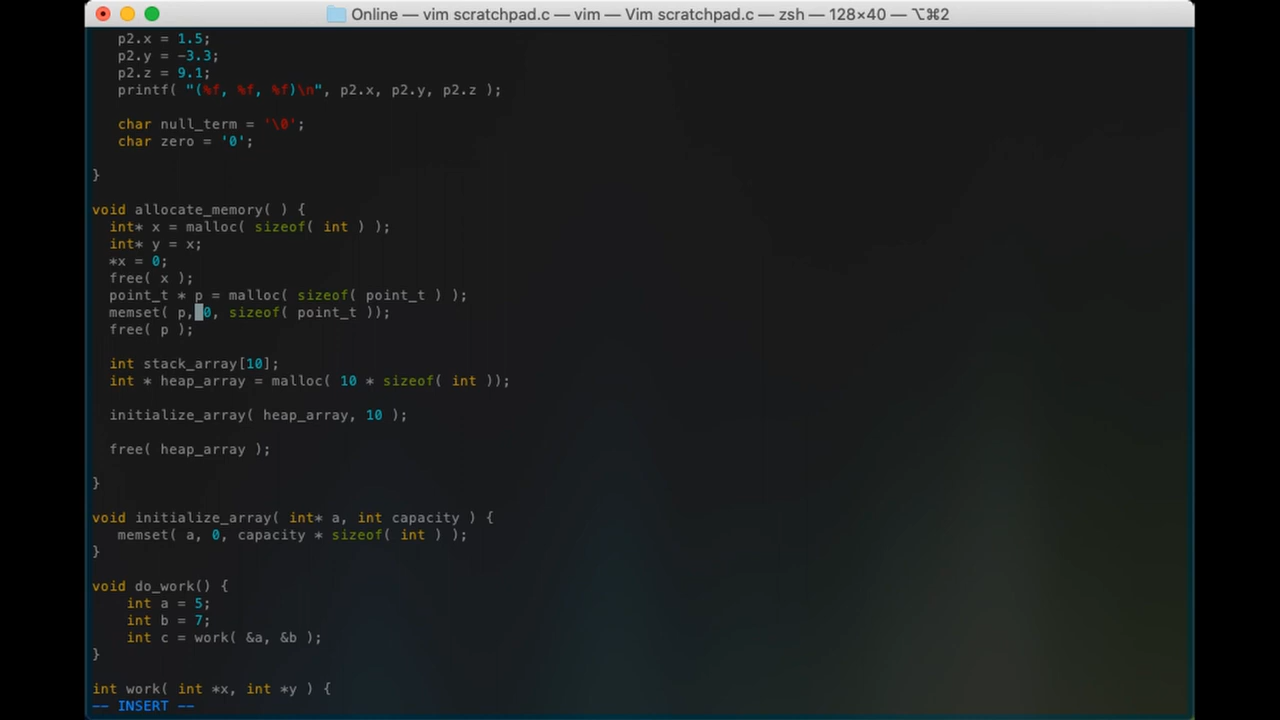 Online — vim scratchpad.c — vim — Vim scratchpad.c — zsh — 128×40 — ⌥⌘2
p2.x = 1.5;
p2.y = -3.3;
p2.z = 9.1;
printf( "(%f, %f, %f)\n", p2.x, p2.y, p2.z );
char null_term = '\0';
char zero = '0';
}
void allocate_memory( ) {
int* x = malloc( sizeof( int ) );
int* y = x;
*x = 0;
free( x );
point_t * p = malloc( sizeof( point_t ) );
memset( p, 0, sizeof( point_t ));
free( p );
int stack_array[10];
int * heap_array = malloc( 10 * sizeof( int ));
initialize_array( heap_array, 10 );
free( heap_array );
}
void initialize_array( int* a, int capacity ) {
memset( a, 0, capacity * sizeof( int ) );
}
void do_work() {
int a = 5;
int b = 7;
int c = work( &a, &b );
}
int work( int *x, int *y ) {
-- INSERT --